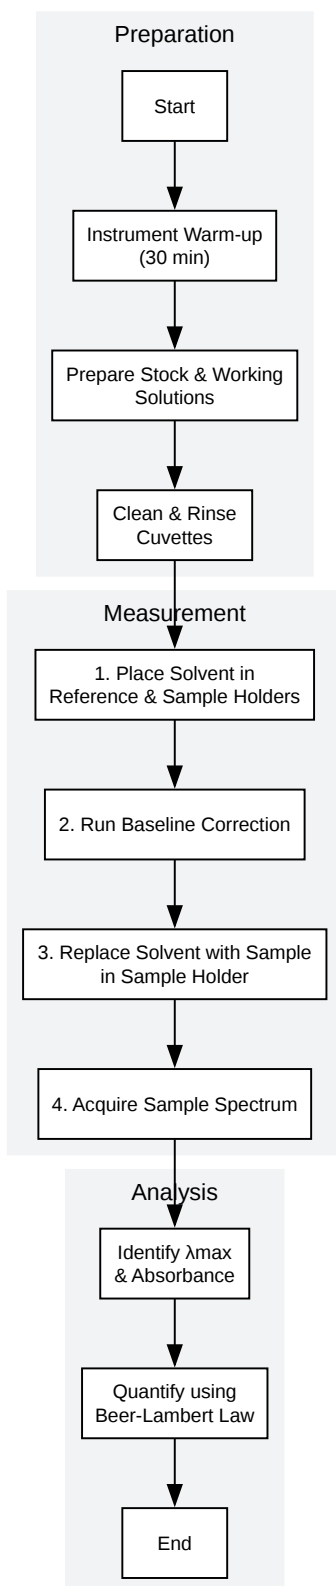 Preparation
Start
Instrument Warm-up
(30 min)
Prepare Stock & Working
Solutions
Clean & Rinse
Cuvettes
Measurement
1. Place Solvent in
Reference & Sample Holders
2. Run Baseline Correction
3. Replace Solvent with Sample
in Sample Holder
4. Acquire Sample Spectrum
Analysis
Identify λmax
& Absorbance
Quantify using
Beer-Lambert Law
End